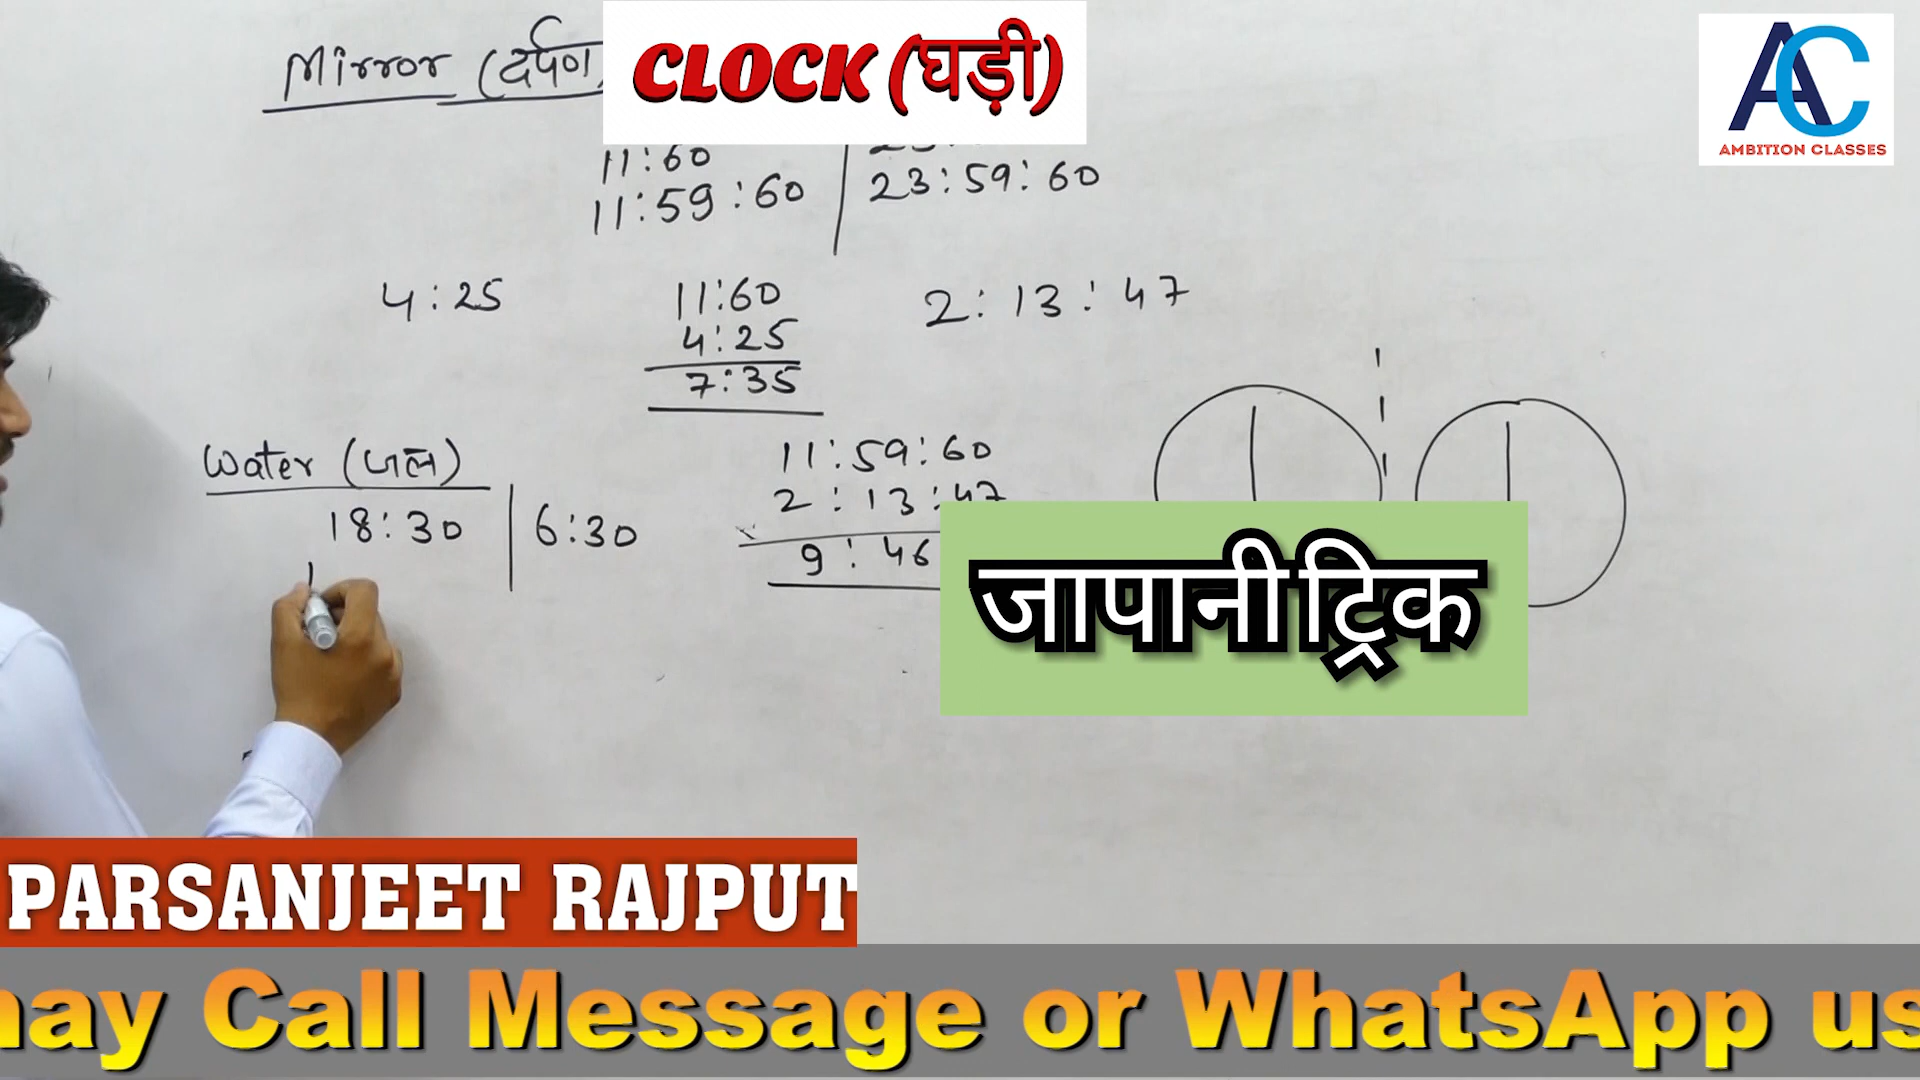 Mirror (दर्पण
CLOCK (घड़ी)
AC
AMBITION CLASSES
11:60
11:59:60
23:59:60
4:25
11:60
4:25
7:35
2:13:47
Water (जल)
18:30
6:30
11:59:60
2:13:47
9:46
जापानी ट्रिक
PARSANJEET RAJPUT
may Call Message or WhatsApp us